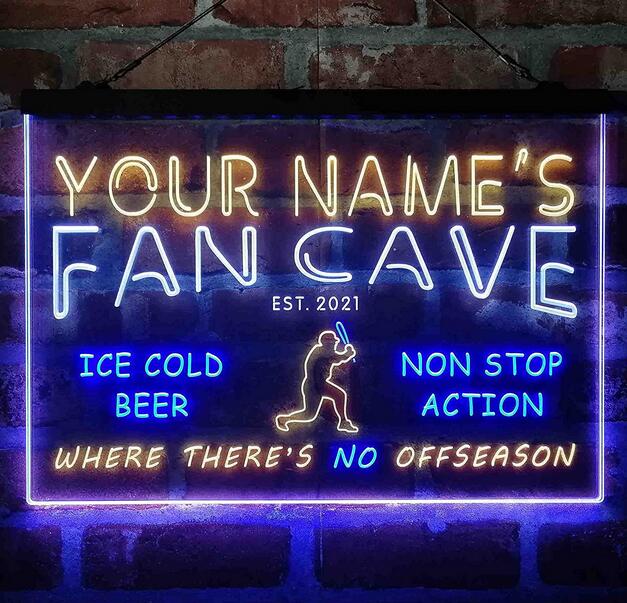 YOUR NAME'S
FAN CAVE
EST. 2021
ICE COLD
BEER
NON STOP
ACTION
WHERE THERE'S NO OFFSEASON